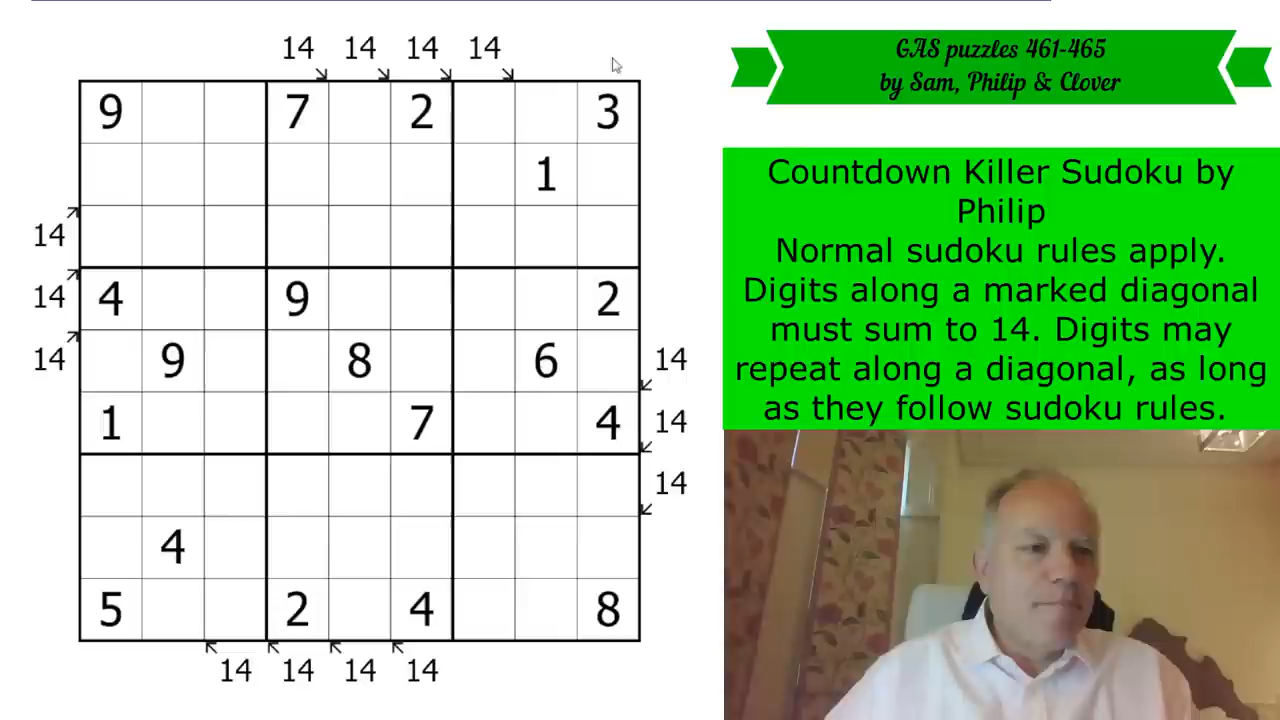 14 14 14 14
GAS puzzles 461-465
by Sam, Philip & Clover
9 7 2 3
Countdown Killer Sudoku by
Philip
Normal sudoku rules apply.
Digits along a marked diagonal
must sum to 14. Digits may
repeat along a diagonal, as long
as they follow sudoku rules.
1
14
14 4 9 2
14 9 8 6 14
1 7 4 14
14
4
5 2 4 8
14 14 14 14